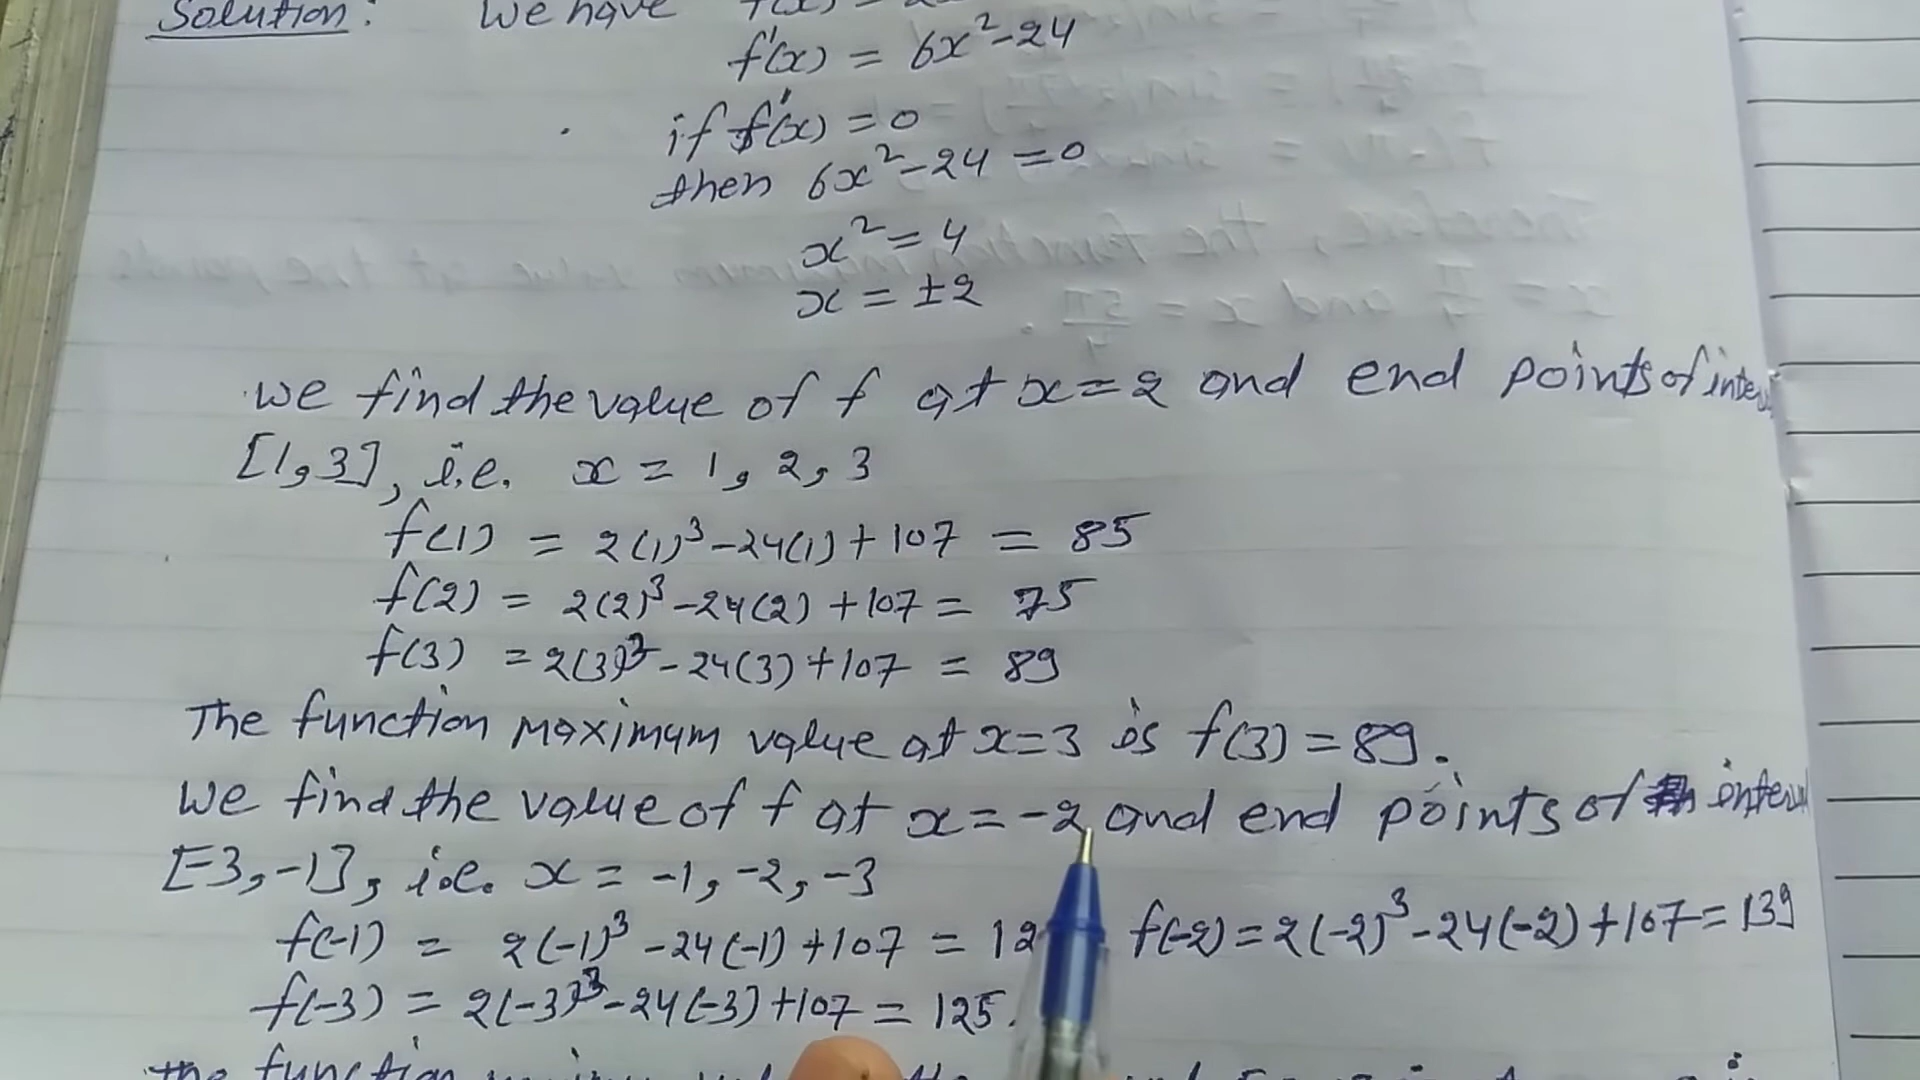 Solution: We have f(x) =
f'(x) = 6x²-24
if f'(x) = 0
then 6x²-24 = 0
x² = 4
x = ±2
We find the value of f at x=2 and end points of
[1,3], i.e. x = 1, 2, 3
f(1) = 2(1)³-24(1)+107 = 85
f(2) = 2(2)³-24(2)+107 = 75
f(3) = 2(3)³-24(3)+107 = 89
The function maximum value at x=3 is f(3)=89.
We find the value of f at x=-2 and end points of
[-3,-1], i.e. x = -1, -2, -3
f(-1) = 2(-1)³-24(-1)+107 = 12 f(-2)=2(-2)³-24(-2)+107=139
f(-3) = 2(-3)³-24(-3)+107 = 125.
the function